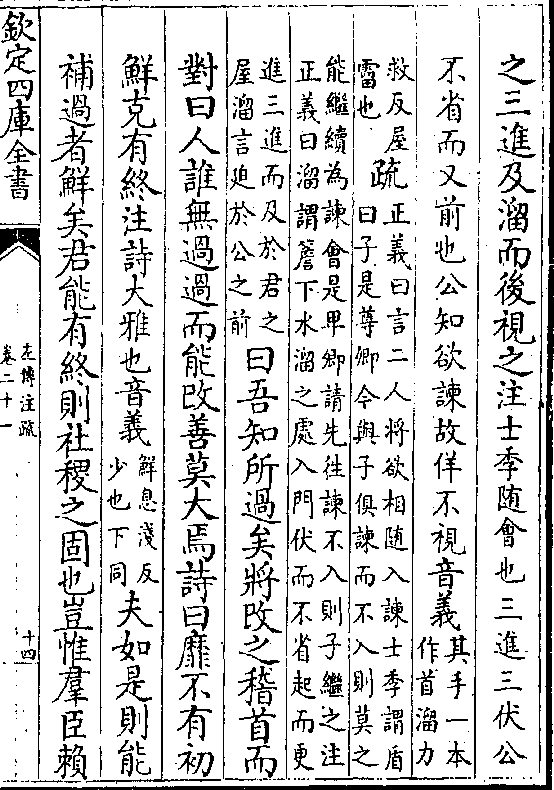 之三進及溜而後視之注士季随會也三進三伏公
不省而又前也公知欲諫故佯不視音義其手一本作首溜力
救反屋霤也疏正義曰言二人將欲相随入諫士季謂盾曰子是尊卿今與子俱諫而不入則莫之
能繼續為諫會是卑卿請先往諫不入則子繼之注正義曰溜謂簷下水溜之處入門伏而不省起而更
進三進而及於君之屋溜言廹於公之前曰吾知所過矣將改之稽首而
對曰人誰無過過而能改善莫大焉詩曰靡不有初
鮮克有終注詩大雅也音義鮮息淺反少也下同夫如是則能
補過者鮮矣君能有終則社稷之固也豈惟羣臣賴
欽定四庫全書
左傳注疏
卷二十一
十四